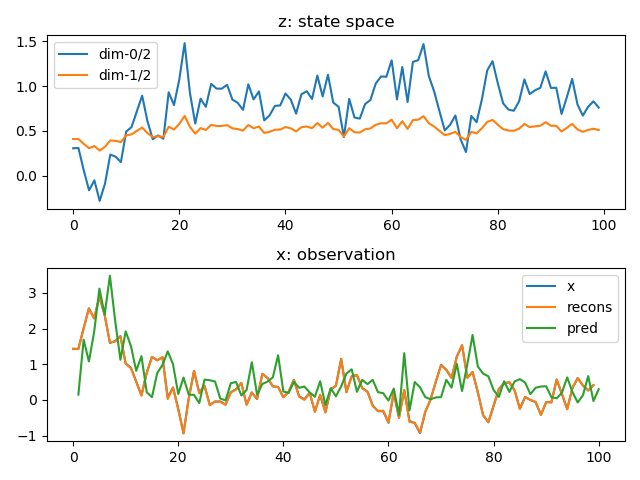 z: state space
dim-0/2
dim-1/2
1.5
1.0
0.5
0.0
0 20 40 60 80 100
x: observation
x
recons
pred
3
2
1
0
−1
0 20 40 60 80 100